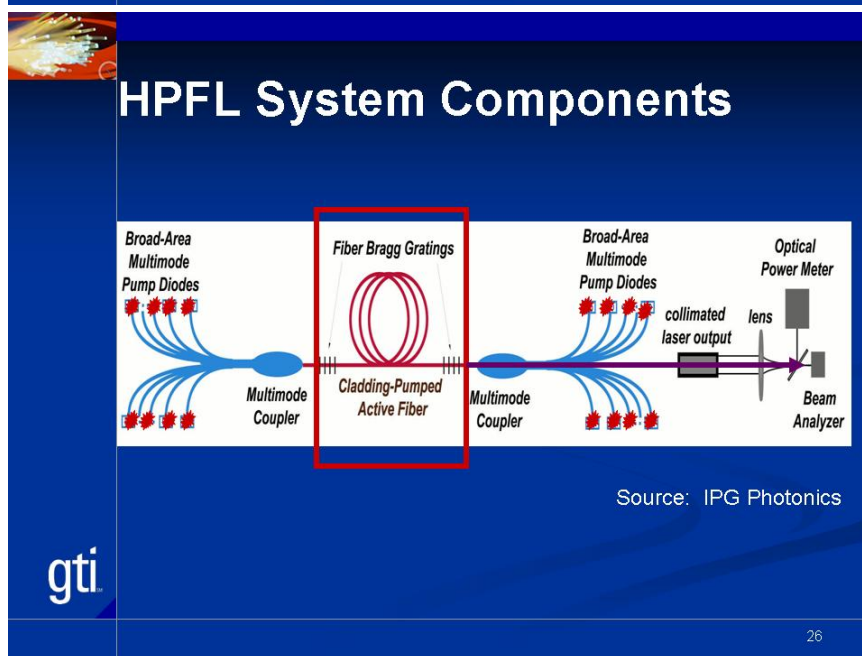 HPFL System Components
Broad-Area
Multimode
Pump Diodes
Fiber Bragg Gratings
Broad-Area
Multimode
Pump Diodes
Optical
Power Meter
collimated
laser output
lens
Multimode
Coupler
Cladding-Pumped
Active Fiber
Multimode
Coupler
Beam
Analyzer
Source: IPG Photonics
gti
26